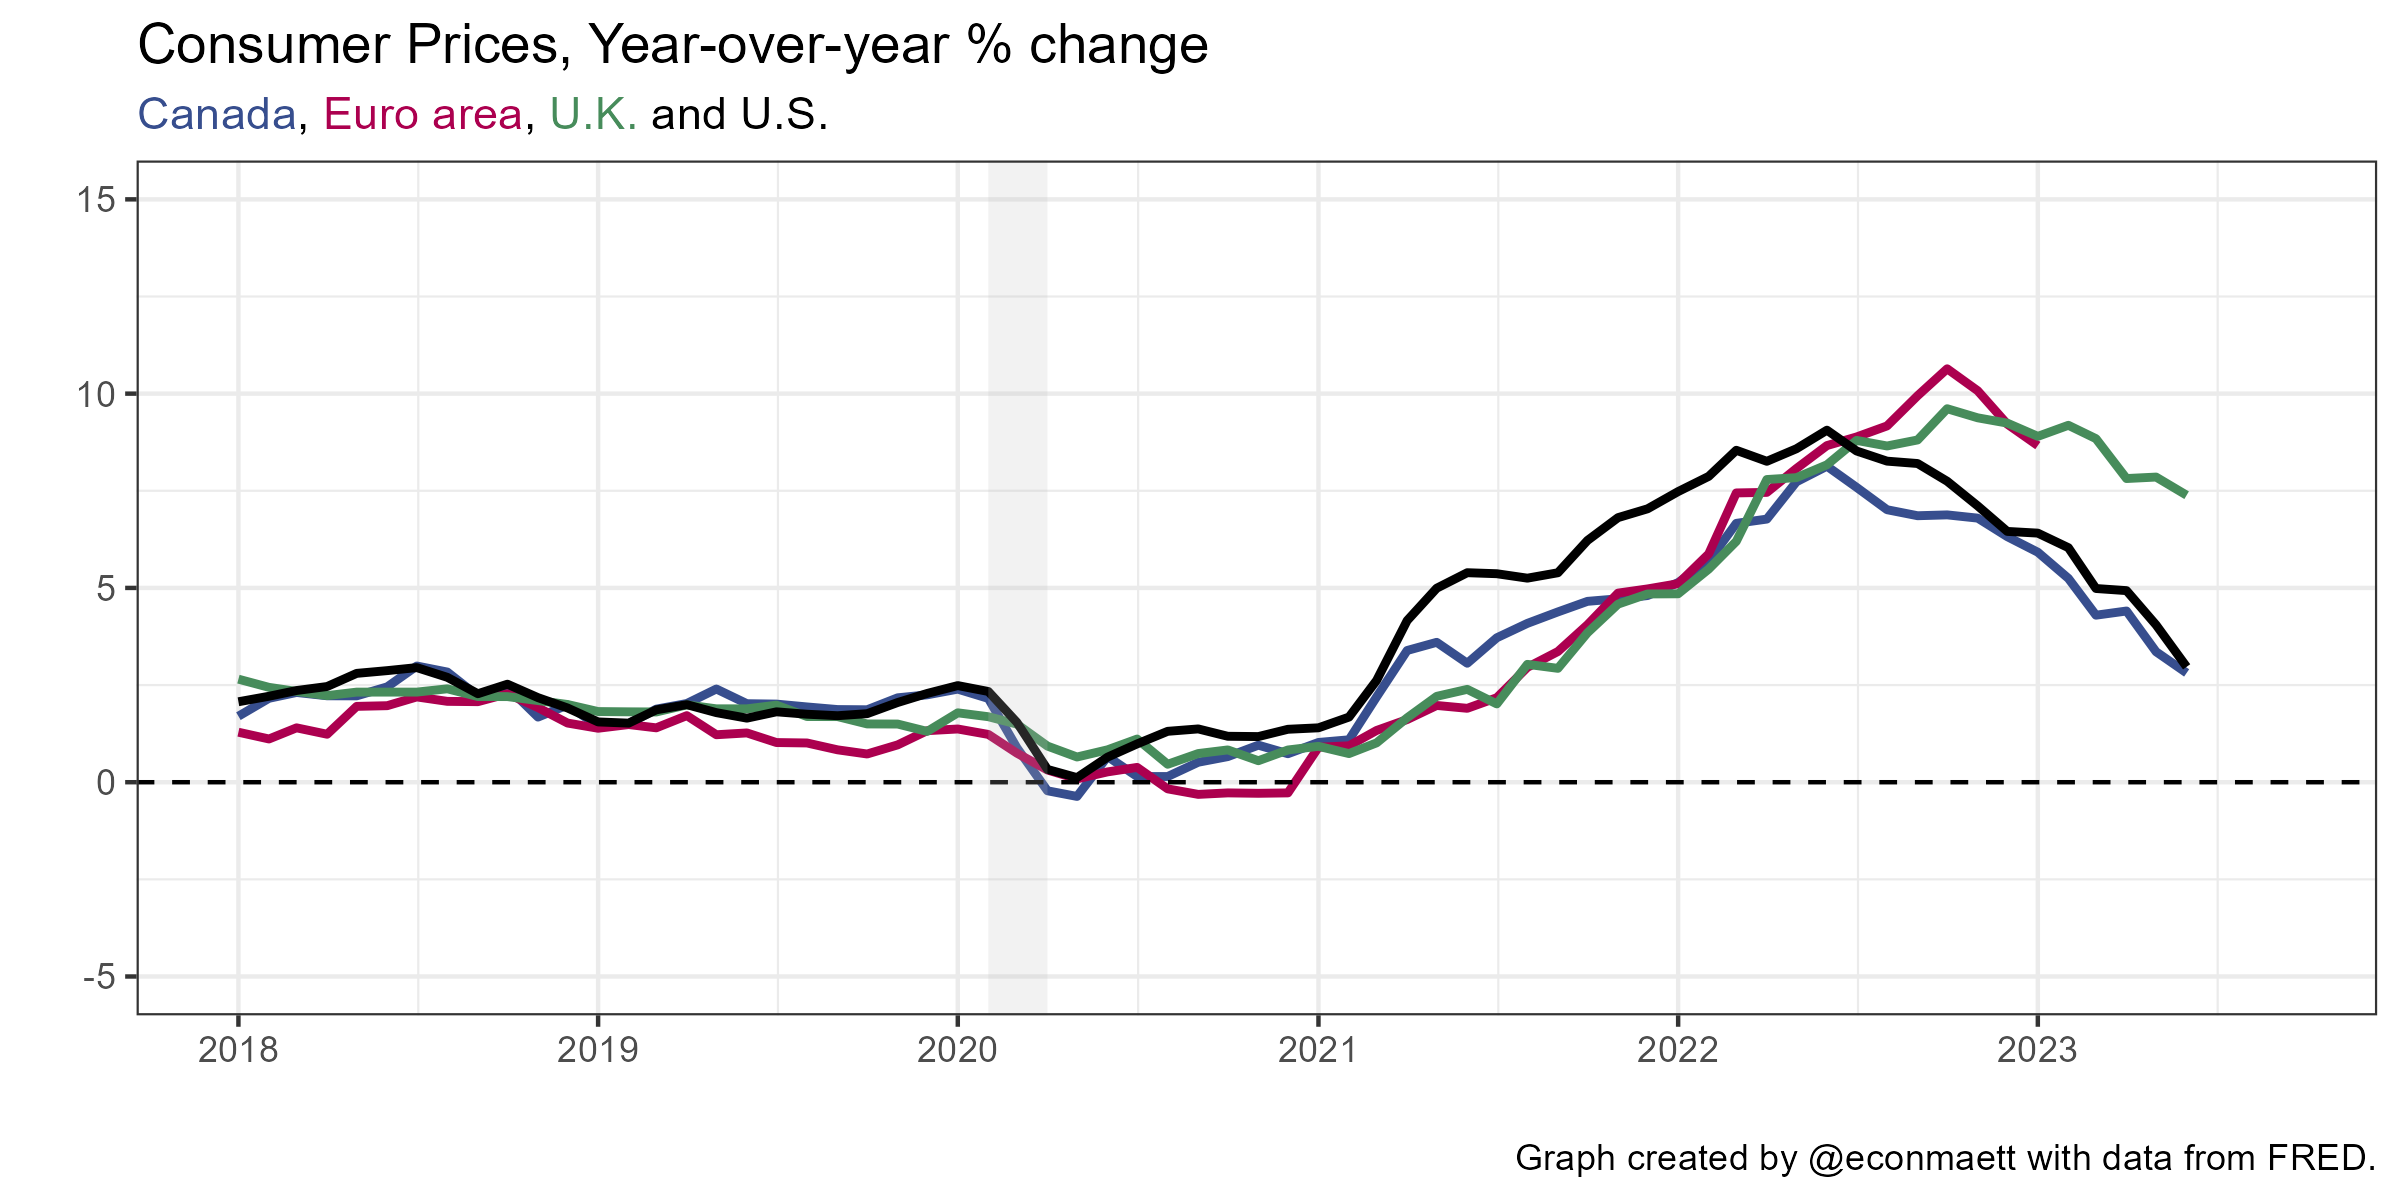 Consumer Prices, Year-over-year % change
Canada, Euro area, U.K. and U.S.
15
10
5
0
-5
2018 2019 2020 2021 2022 2023
Graph created by @econmaett with data from FRED.